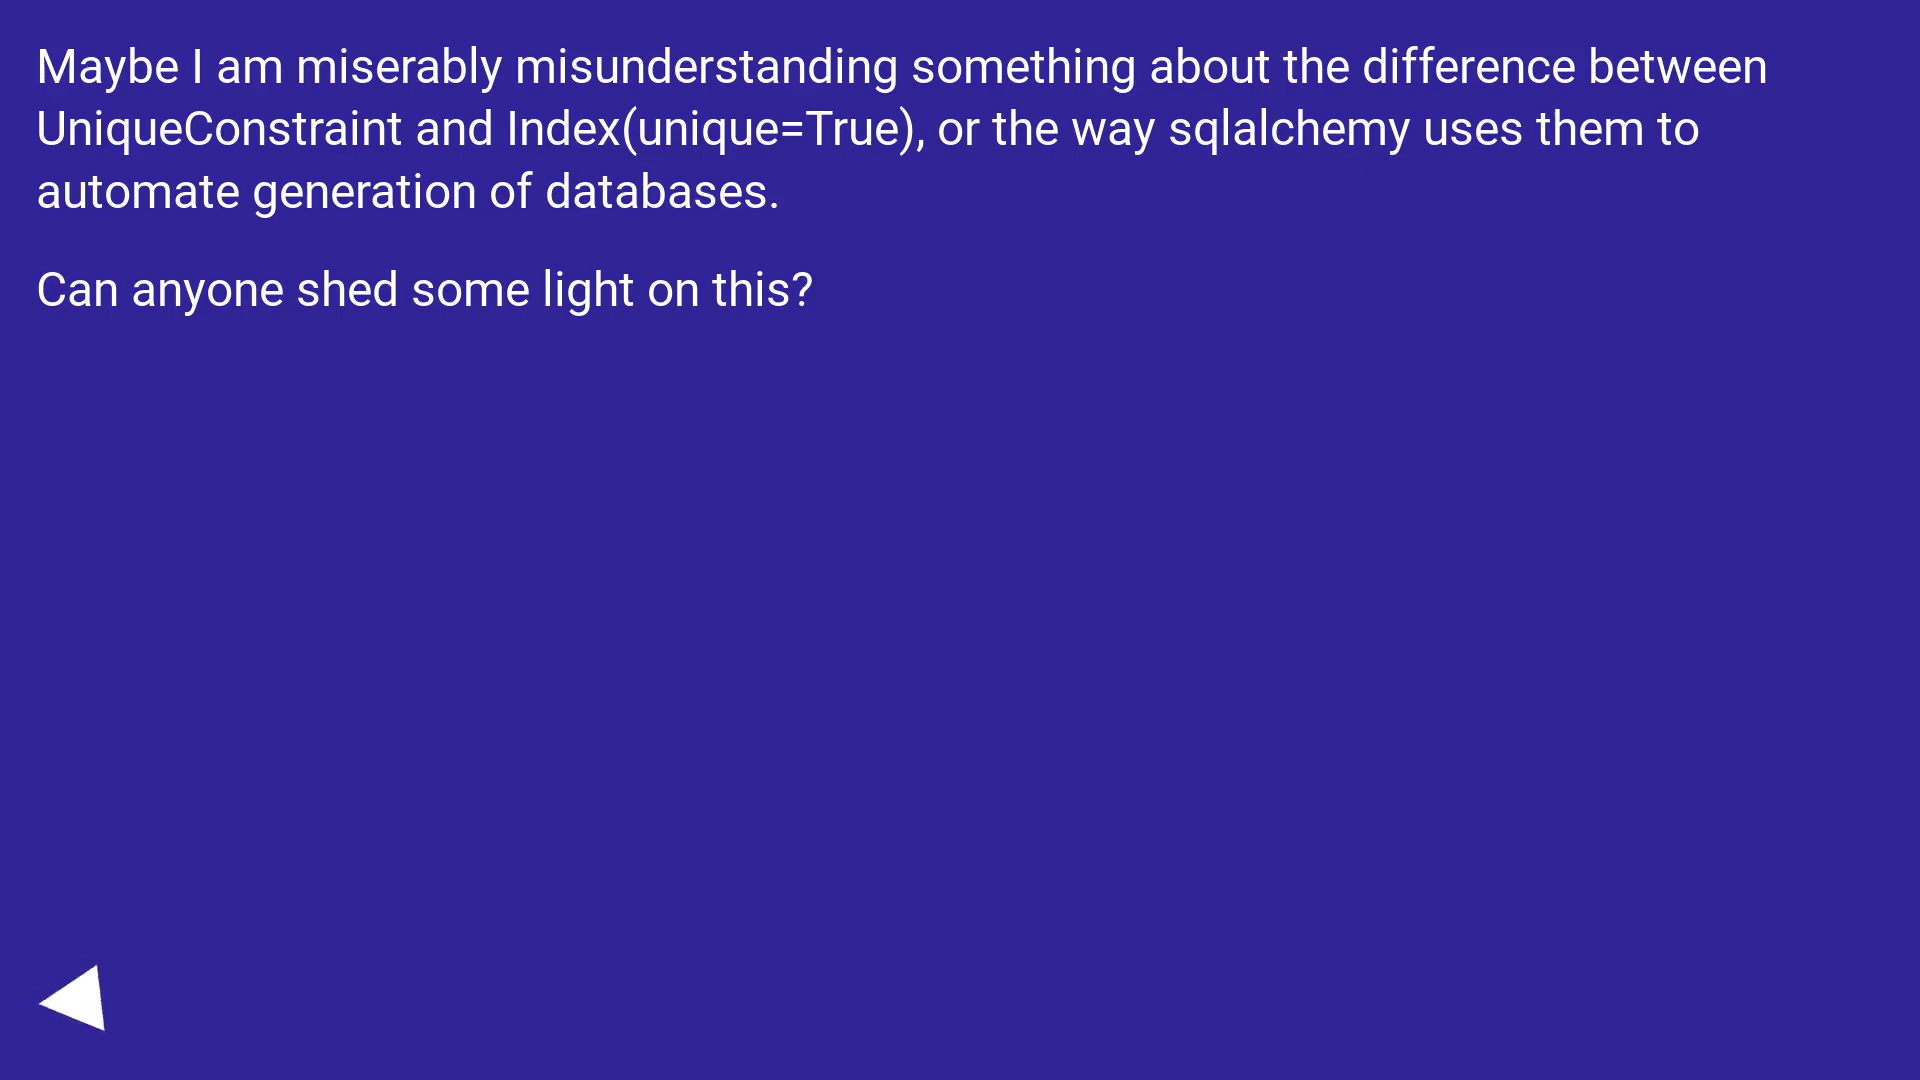 Maybe I am miserably misunderstanding something about the difference between
UniqueConstraint and Index(unique=True), or the way sqlalchemy uses them to
automate generation of databases.
Can anyone shed some light on this?